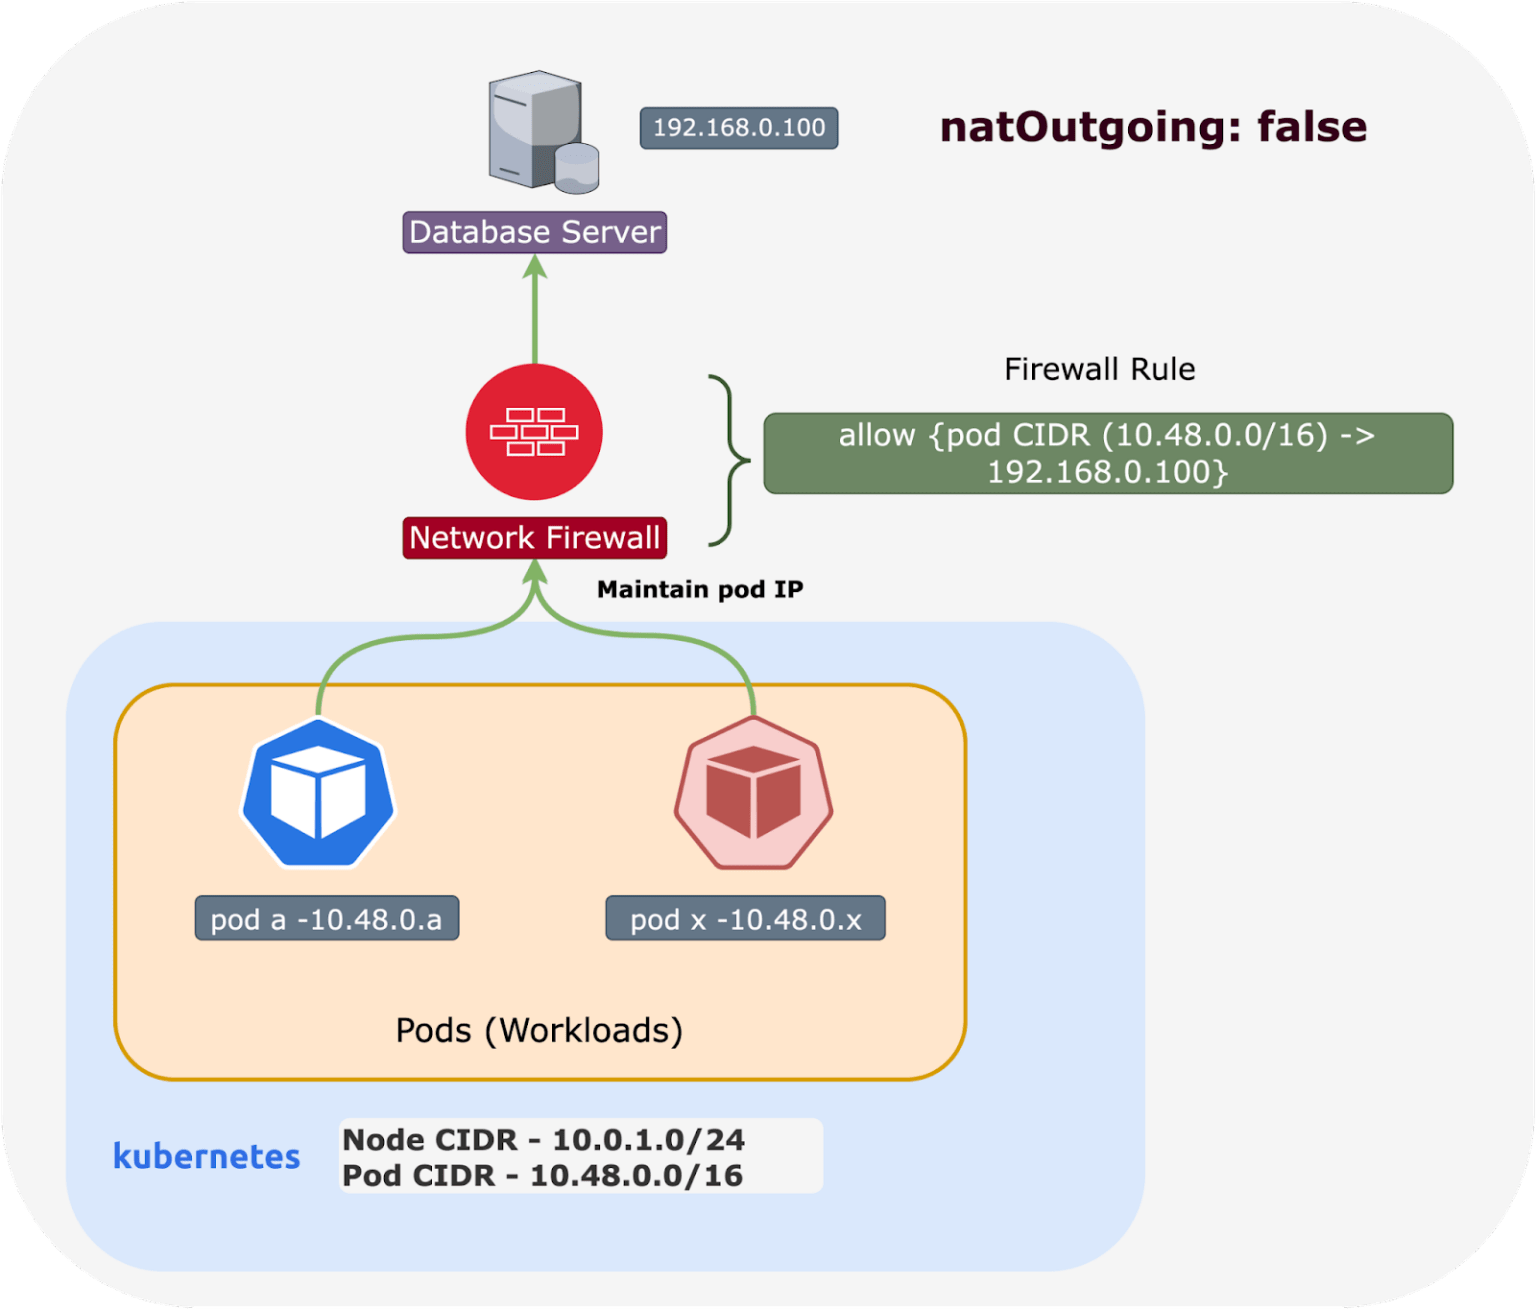 192.168.0.100
natOutgoing: false
Database Server
Firewall Rule
allow {pod CIDR (10.48.0.0/16) ->
192.168.0.100}
Network Firewall
Maintain pod IP
pod a -10.48.0.a
pod x -10.48.0.x
Pods (Workloads)
kubernetes
Node CIDR - 10.0.1.0/24
Pod CIDR - 10.48.0.0/16